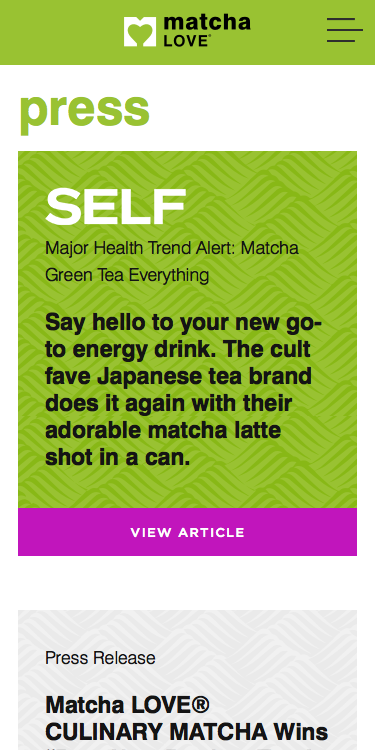 matcha
LOVE®
press
SELF
Major Health Trend Alert: Matcha
Green Tea Everything
Say hello to your new go-
to energy drink. The cult
fave Japanese tea brand
does it again with their
adorable matcha latte
shot in a can.
VIEW ARTICLE
Press Release
Matcha LOVE®
CULINARY MATCHA Wins